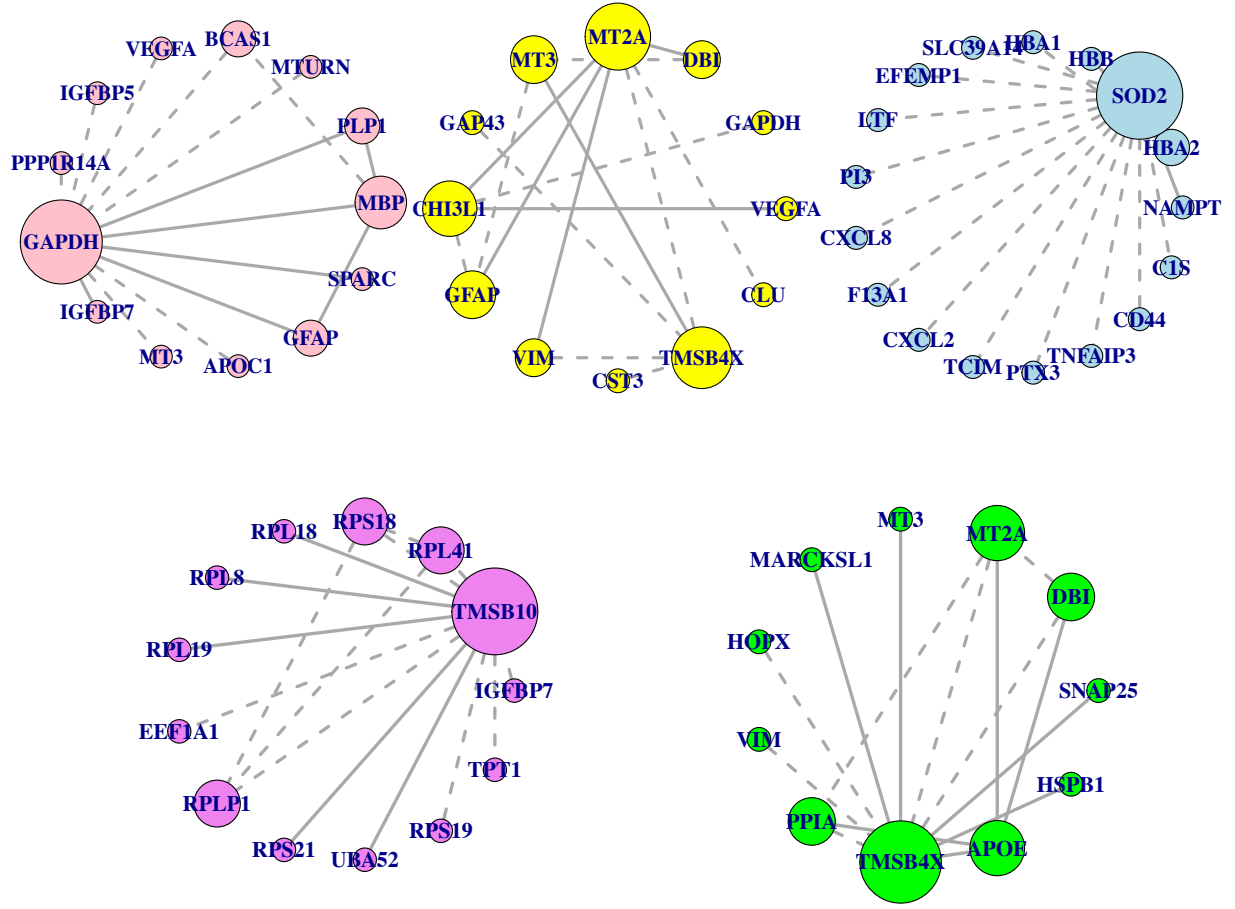 BCAS1
VEGFA
MTURN
IGFBP5
PLP1
PPP1R14A
MBP
GAPDH
SPARC
IGFBP7
GFAP
MT3
APOC1
MT2A
MT3
DBI
GAP43
GAPDH
CHI3L1
VEGFA
GFAP
CLU
VIM
TMSB4X
CST3
SLC39A14
HBA1
HBB
EFEMP1
SOD2
LTF
HBA2
PI3
NAMPT
CXCL8
C1S
F13A1
CD44
CXCL2
TNFAIP3
TCIM
PTX3
RPS18
RPL18
RPL41
RPL8
TMSB10
RPL19
IGFBP7
EEF1A1
TPT1
RPLP1
RPS19
RPS21
UBA52
MT3
MT2A
MARCKSL1
DBI
HOPX
SNAP25
VIM
HSPB1
PPIA
APOE
TMSB4X